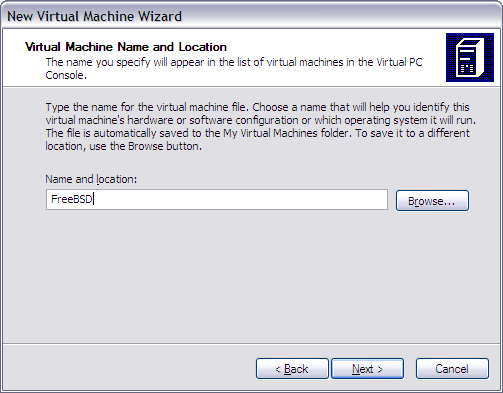 New Virtual Machine Wizard
Virtual Machine Name and Location
The name you specify will appear in the list of virtual machines in the Virtual PC
Console.
Type the name for the virtual machine file. Choose a name that will help you identify this
virtual machine's hardware or software configuration or which operating system it will run.
The file is automatically saved to the My Virtual Machines folder. To save it to a different
location, use the Browse button.
Name and location:
FreeBSD
Browse...
< Back
Next >
Cancel